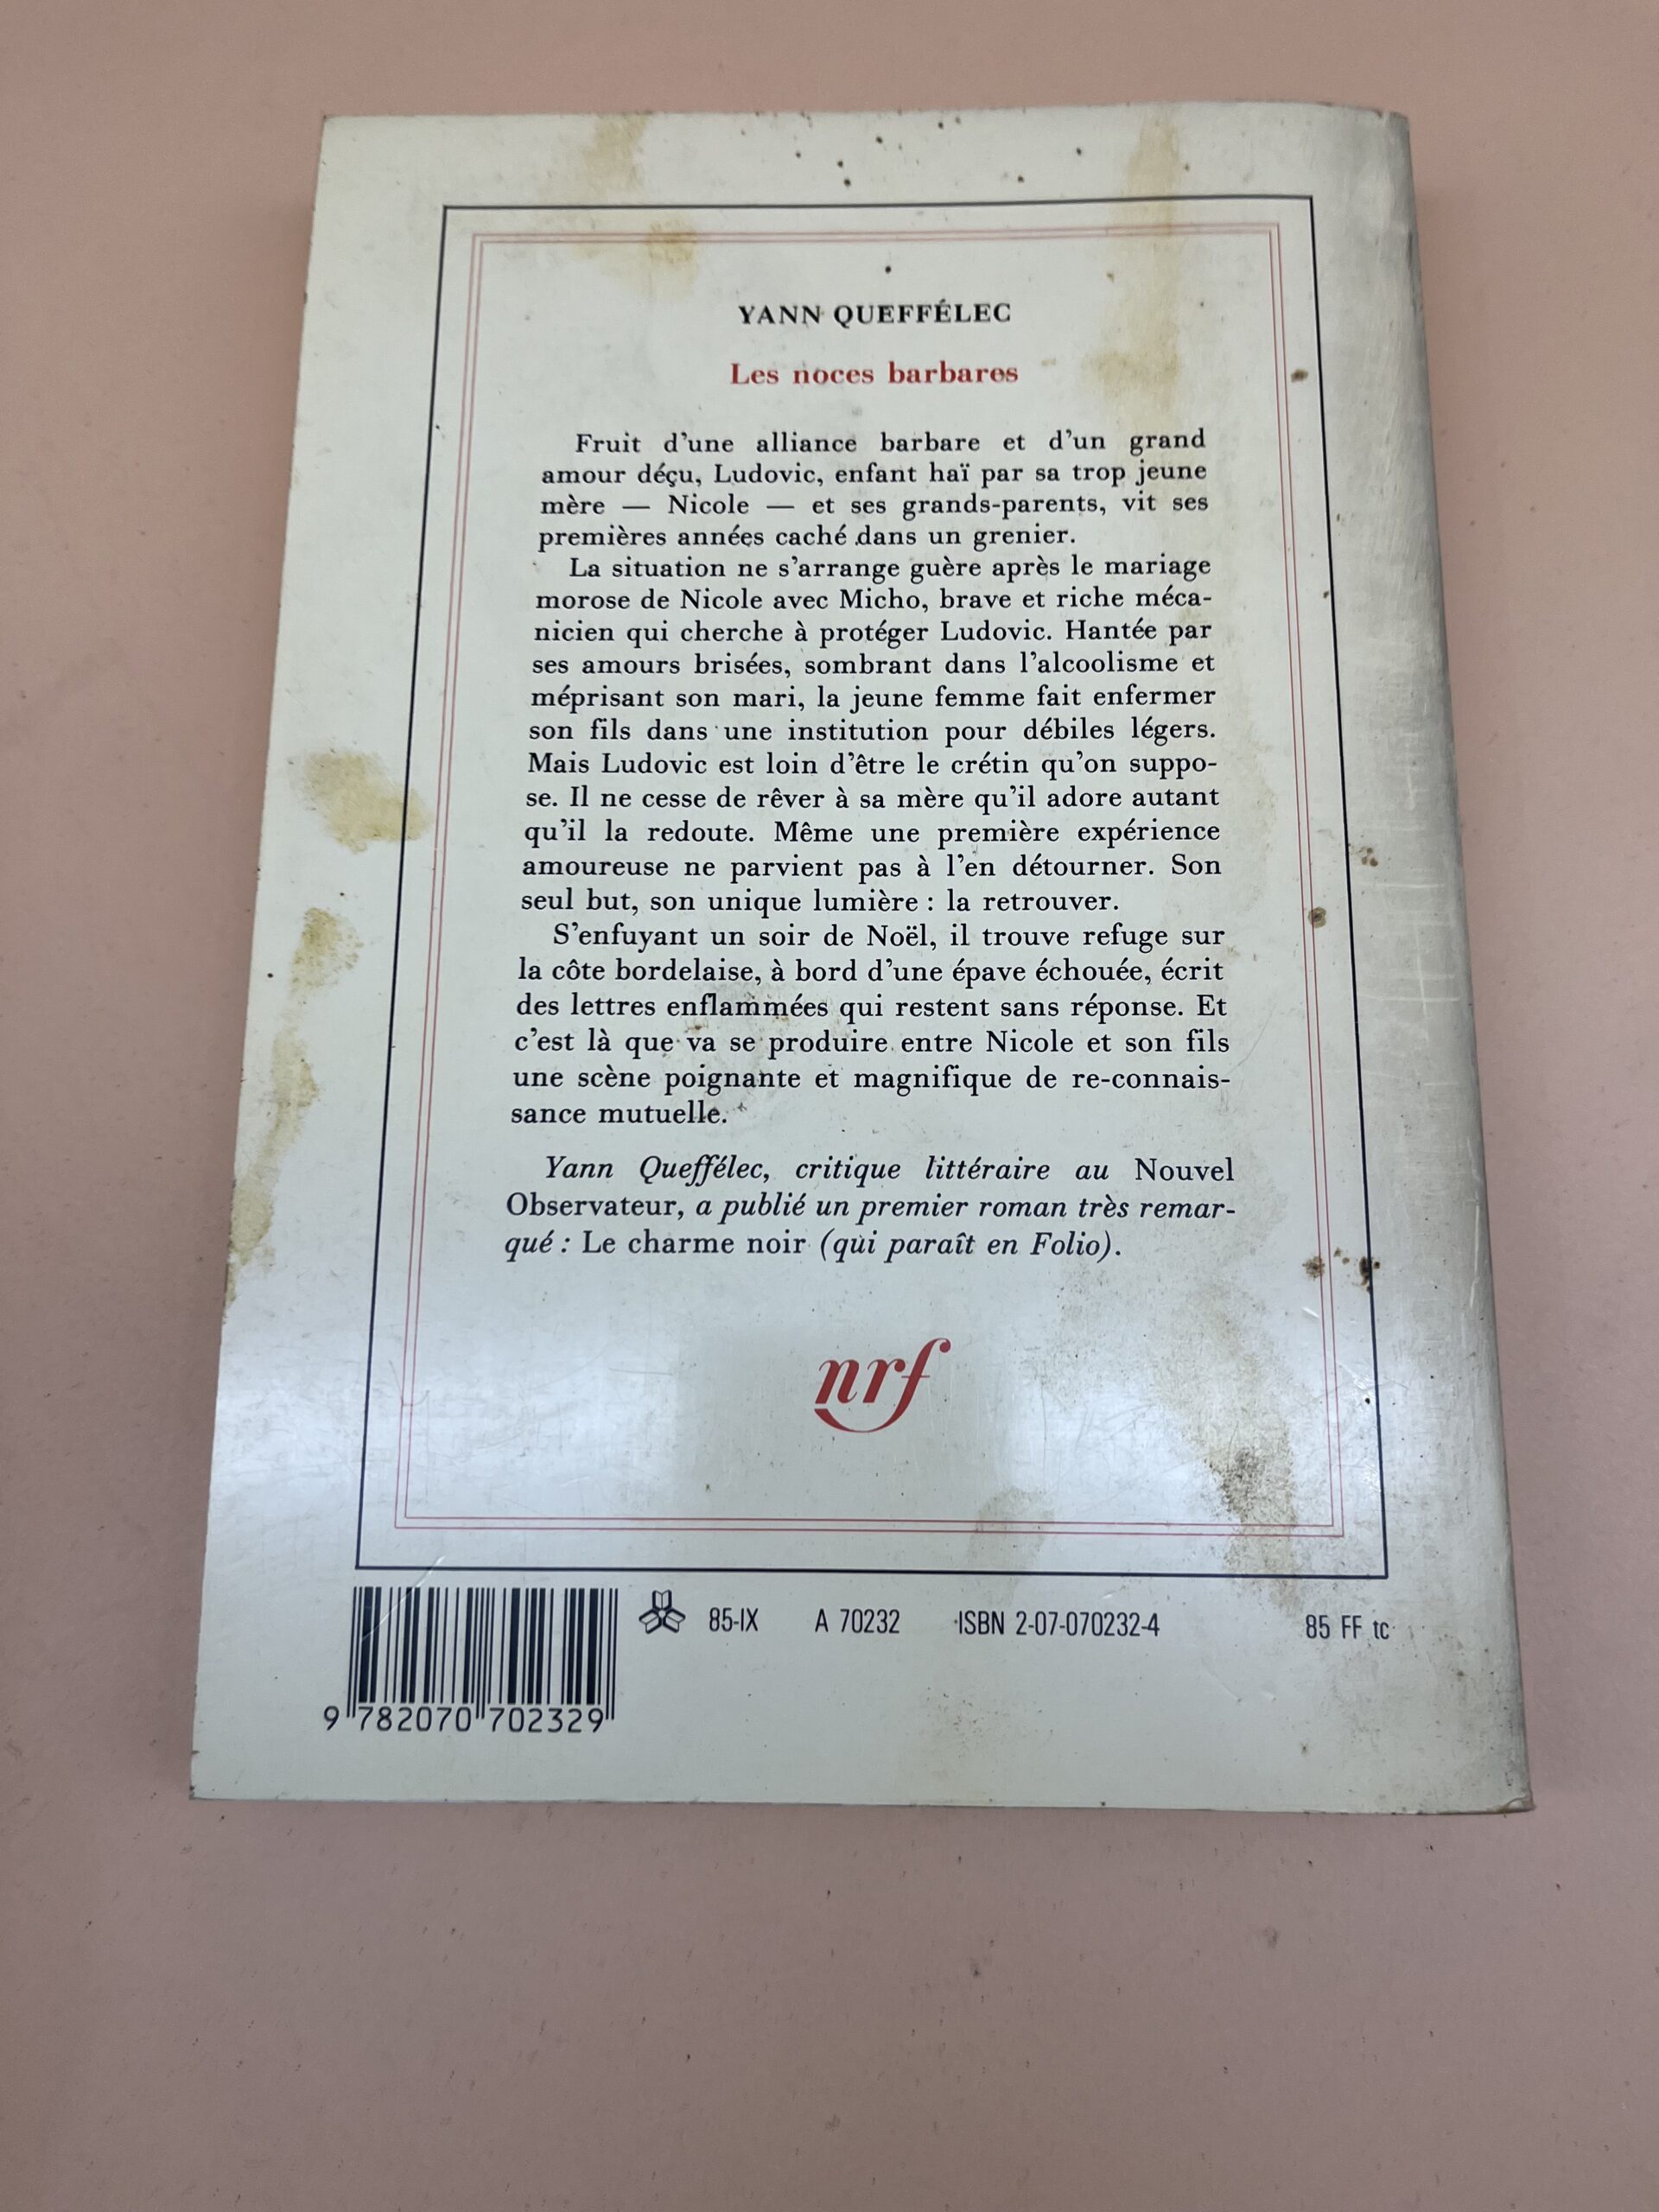 YANN QUEFFÉLEC
Les noces barbares
Fruit d'une alliance barbare et d'un grand
amour déçu, Ludovic, enfant haï par sa trop jeune
mère — Nicole — et ses grands-parents, vit ses
premières années caché dans un grenier.
La situation ne s'arrange guère après le mariage
morose de Nicole avec Micho, brave et riche méca-
nicien qui cherche à protéger Ludovic. Hantée par
ses amours brisées, sombrant dans l'alcoolisme et
méprisant son mari, la jeune femme fait enfermer
son fils dans une institution pour débiles légers.
Mais Ludovic est loin d'être le crétin qu'on suppo-
se. Il ne cesse de rêver à sa mère qu'il adore autant
qu'il la redoute. Même une première expérience
amoureuse ne parvient pas à l'en détourner. Son
seul but, son unique lumière : la retrouver.
S'enfuyant un soir de Noël, il trouve refuge sur
la côte bordelaise, à bord d'une épave échouée, écrit
des lettres enflammées qui restent sans réponse. Et
c'est là que va se produire entre Nicole et son fils
une scène poignante et magnifique de re-connais-
sance mutuelle.
Yann Queffélec, critique littéraire au Nouvel
Observateur, a publié un premier roman très remar-
qué : Le charme noir (qui paraît en Folio).
nrf
85-IX A 70232 ISBN 2-07-070232-4 85 FF tc
9 782070 702329